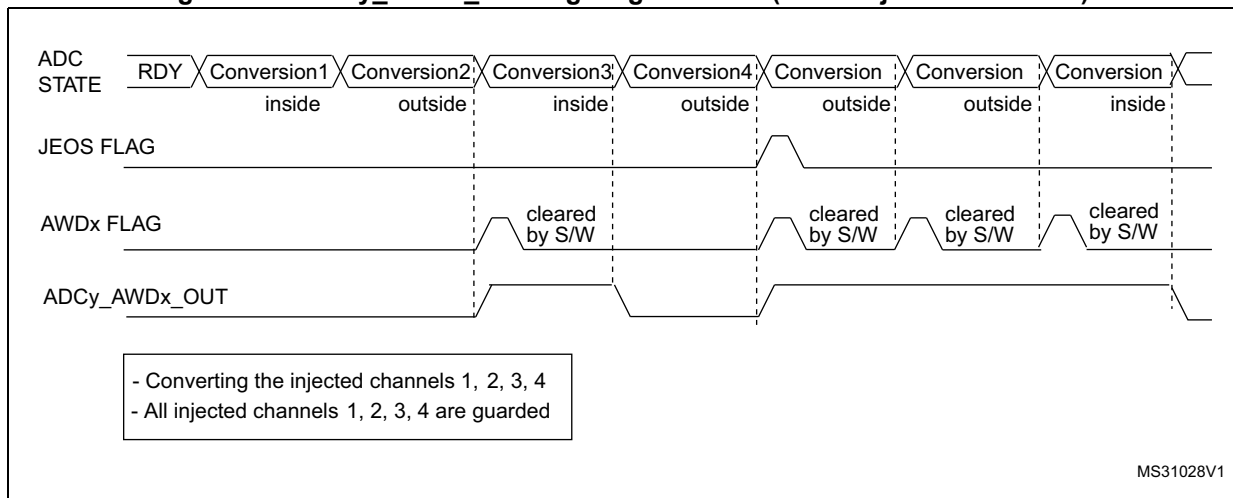 ADC STATE
RDY Conversion1 Conversion2 Conversion3 Conversion4 Conversion Conversion Conversion
inside outside inside outside outside outside inside
JEOS FLAG
AWDx FLAG
cleared by S/W cleared by S/W cleared by S/W cleared by S/W
ADCy_AWDx_OUT
- Converting the injected channels 1, 2, 3, 4
- All injected channels 1, 2, 3, 4 are guarded
MS31028V1